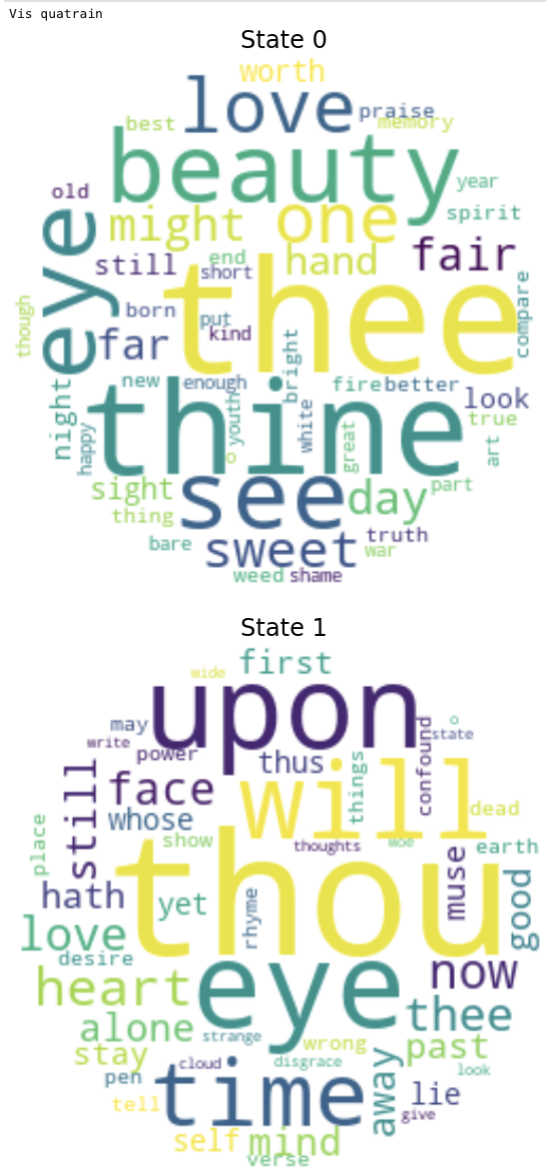 Vis quatrain
State 0
worth
love praise
best memory
beauty
year
old
spirit
might one
eye
fair
still end hand
short
thee
compare
though
born put
kind
far
bright
new enough fire better
look
night
thine
youth
white
true
happy
great
art
o
sight see day part
thing
sweet truth
bare war
weed shame
State 1
first
wide
upon
o
may state
write
power thus
confound
still
face will
things
whose dead
place
show thoughts woe earth
thou
muse
good
hath yet
rhyme
love
desire eye now
heart thee
alone strange wrong past
stay cloud disgrace look
pen time away lie
tell give
self mind
verse